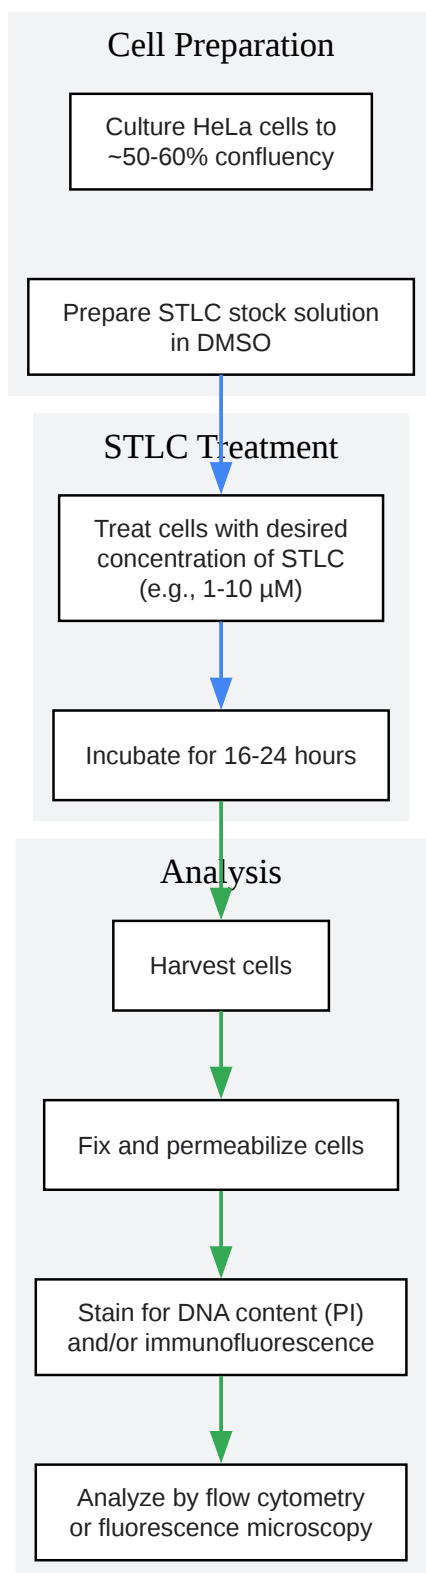 Cell Preparation
Culture HeLa cells to
~50-60% confluency
Prepare STLC stock solution
in DMSO
STLC Treatment
Treat cells with desired
concentration of STLC
(e.g., 1-10 µM)
Incubate for 16-24 hours
Analysis
Harvest cells
Fix and permeabilize cells
Stain for DNA content (PI)
and/or immunofluorescence
Analyze by flow cytometry
or fluorescence microscopy